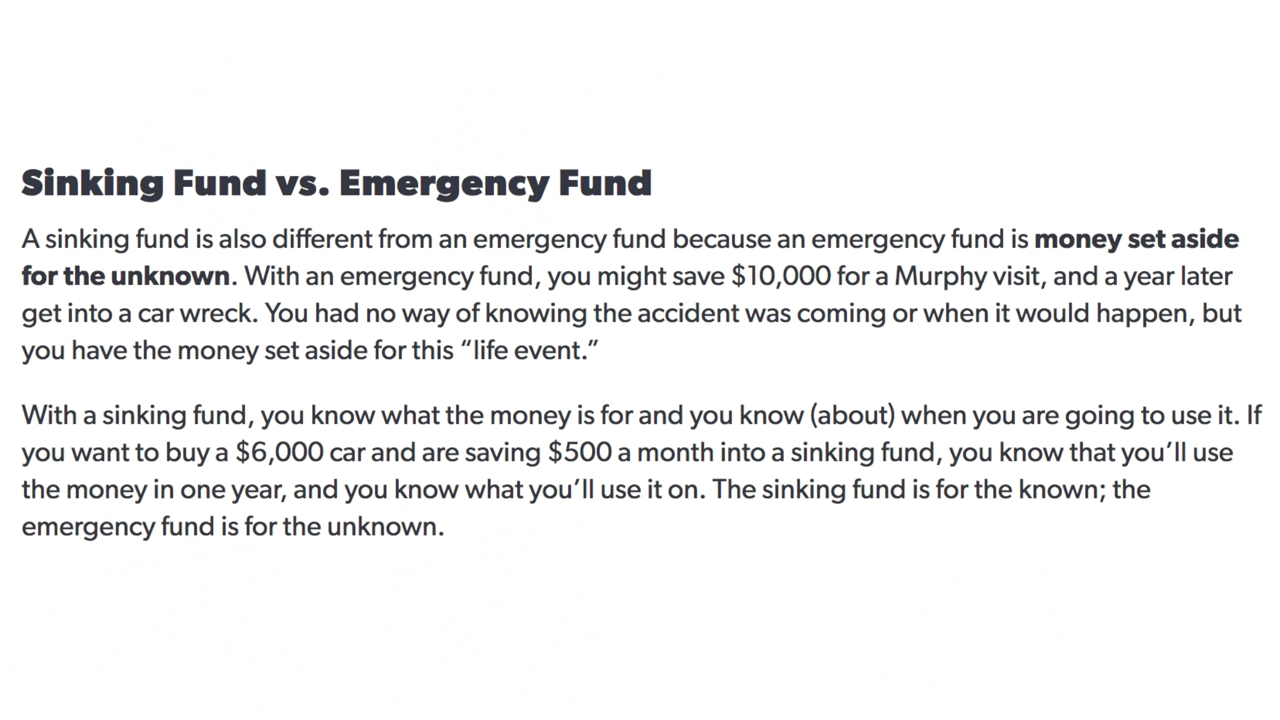 Sinking Fund vs. Emergency Fund
A sinking fund is also different from an emergency fund because an emergency fund is money set aside
for the unknown. With an emergency fund, you might save $10,000 for a Murphy visit, and a year later
get into a car wreck. You had no way of knowing the accident was coming or when it would happen, but
you have the money set aside for this “life event.”
With a sinking fund, you know what the money is for and you know (about) when you are going to use it. If
you want to buy a $6,000 car and are saving $500 a month into a sinking fund, you know that you’ll use
the money in one year, and you know what you’ll use it on. The sinking fund is for the known; the
emergency fund is for the unknown.